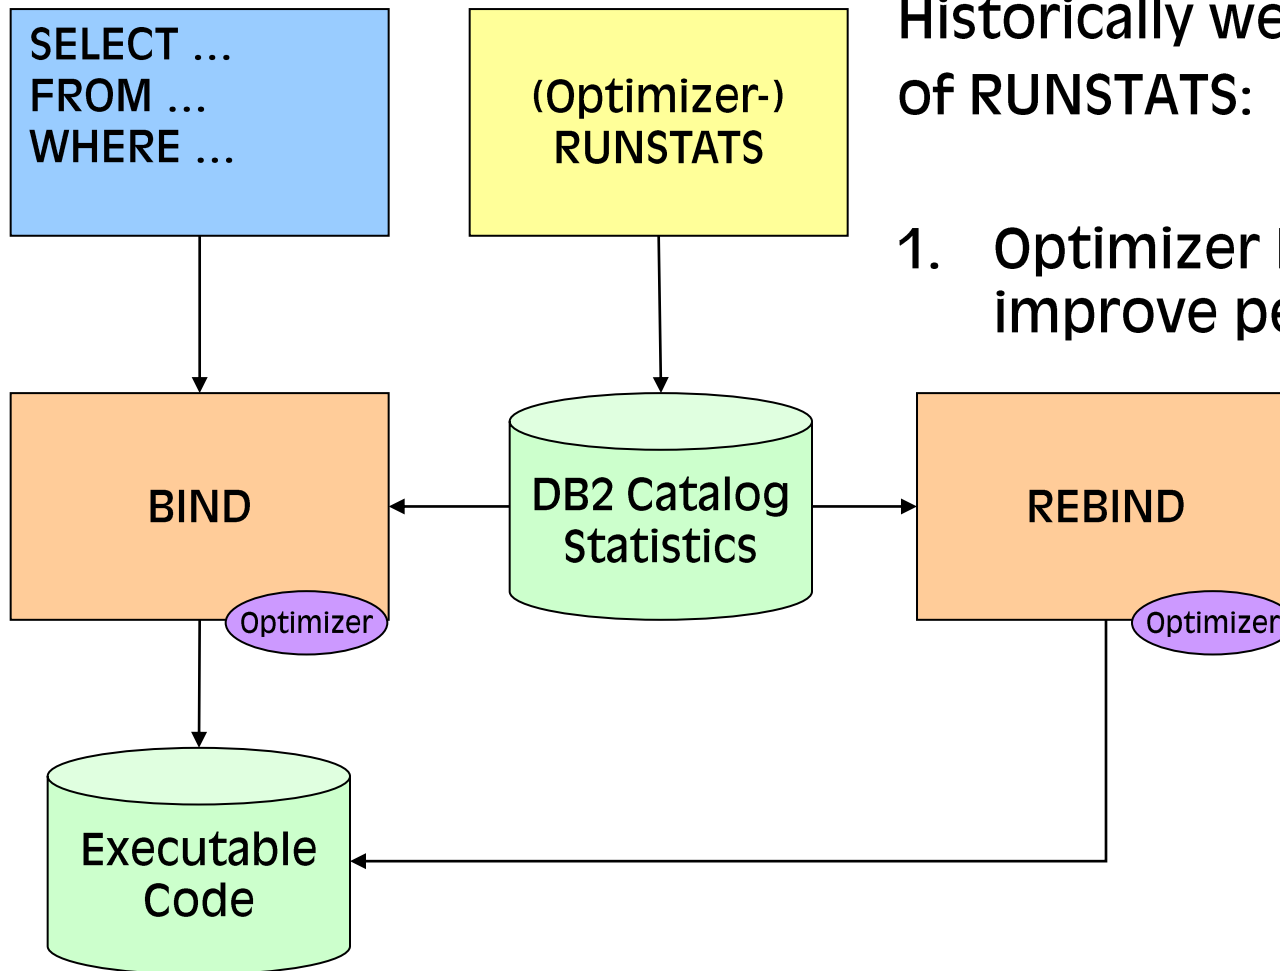 SELECT ...
FROM ...
WHERE ...
(Optimizer-)
RUNSTATS
Historically we
of RUNSTATS:
1. Optimizer
improve
BIND
Optimizer
DB2 Catalog
Statistics
REBIND
Optimizer
Executable
Code